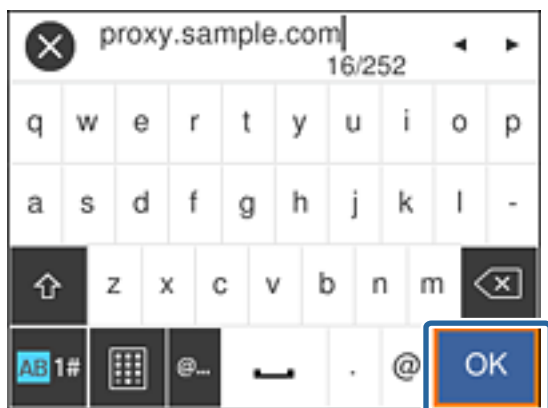 proxy.sample.com
16/252
q w e r t y u i o p
a s d f g h j k l -
z x c v b n m
AB 1# @... . @ OK